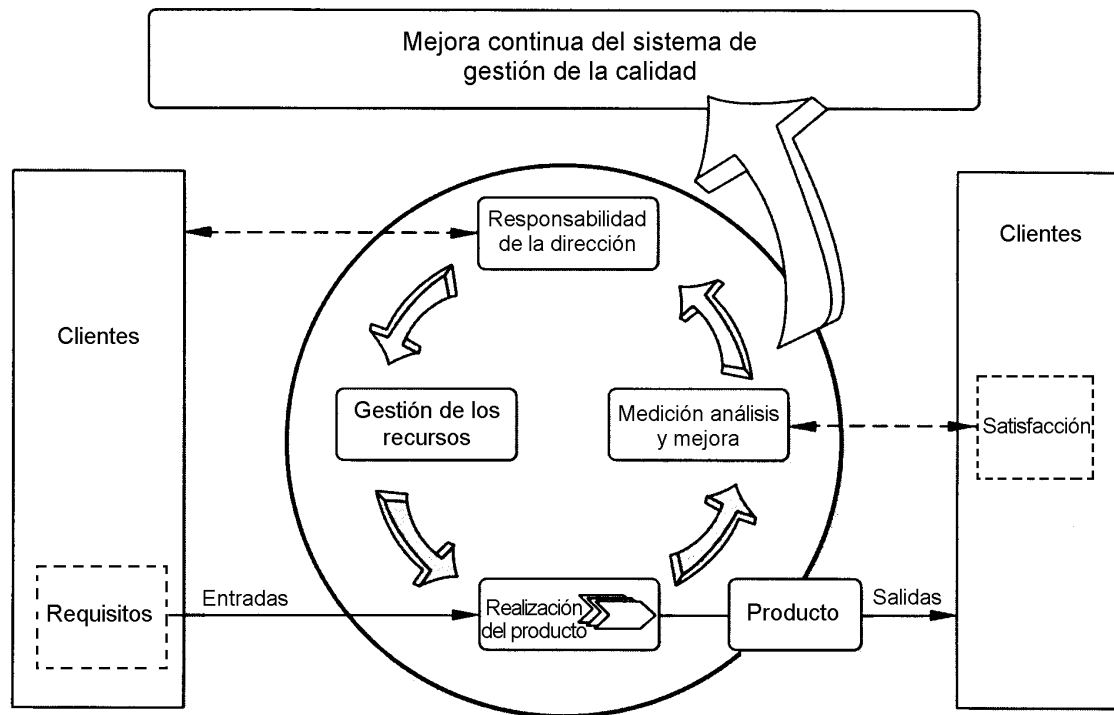 Mejora continua del sistema de
gestión de la calidad
Clientes
Requisitos
Entradas
Responsabilidad
de la dirección
Gestión de los
recursos
Medición análisis
y mejora
Realización
del producto
Producto
Salidas
Clientes
Satisfacción